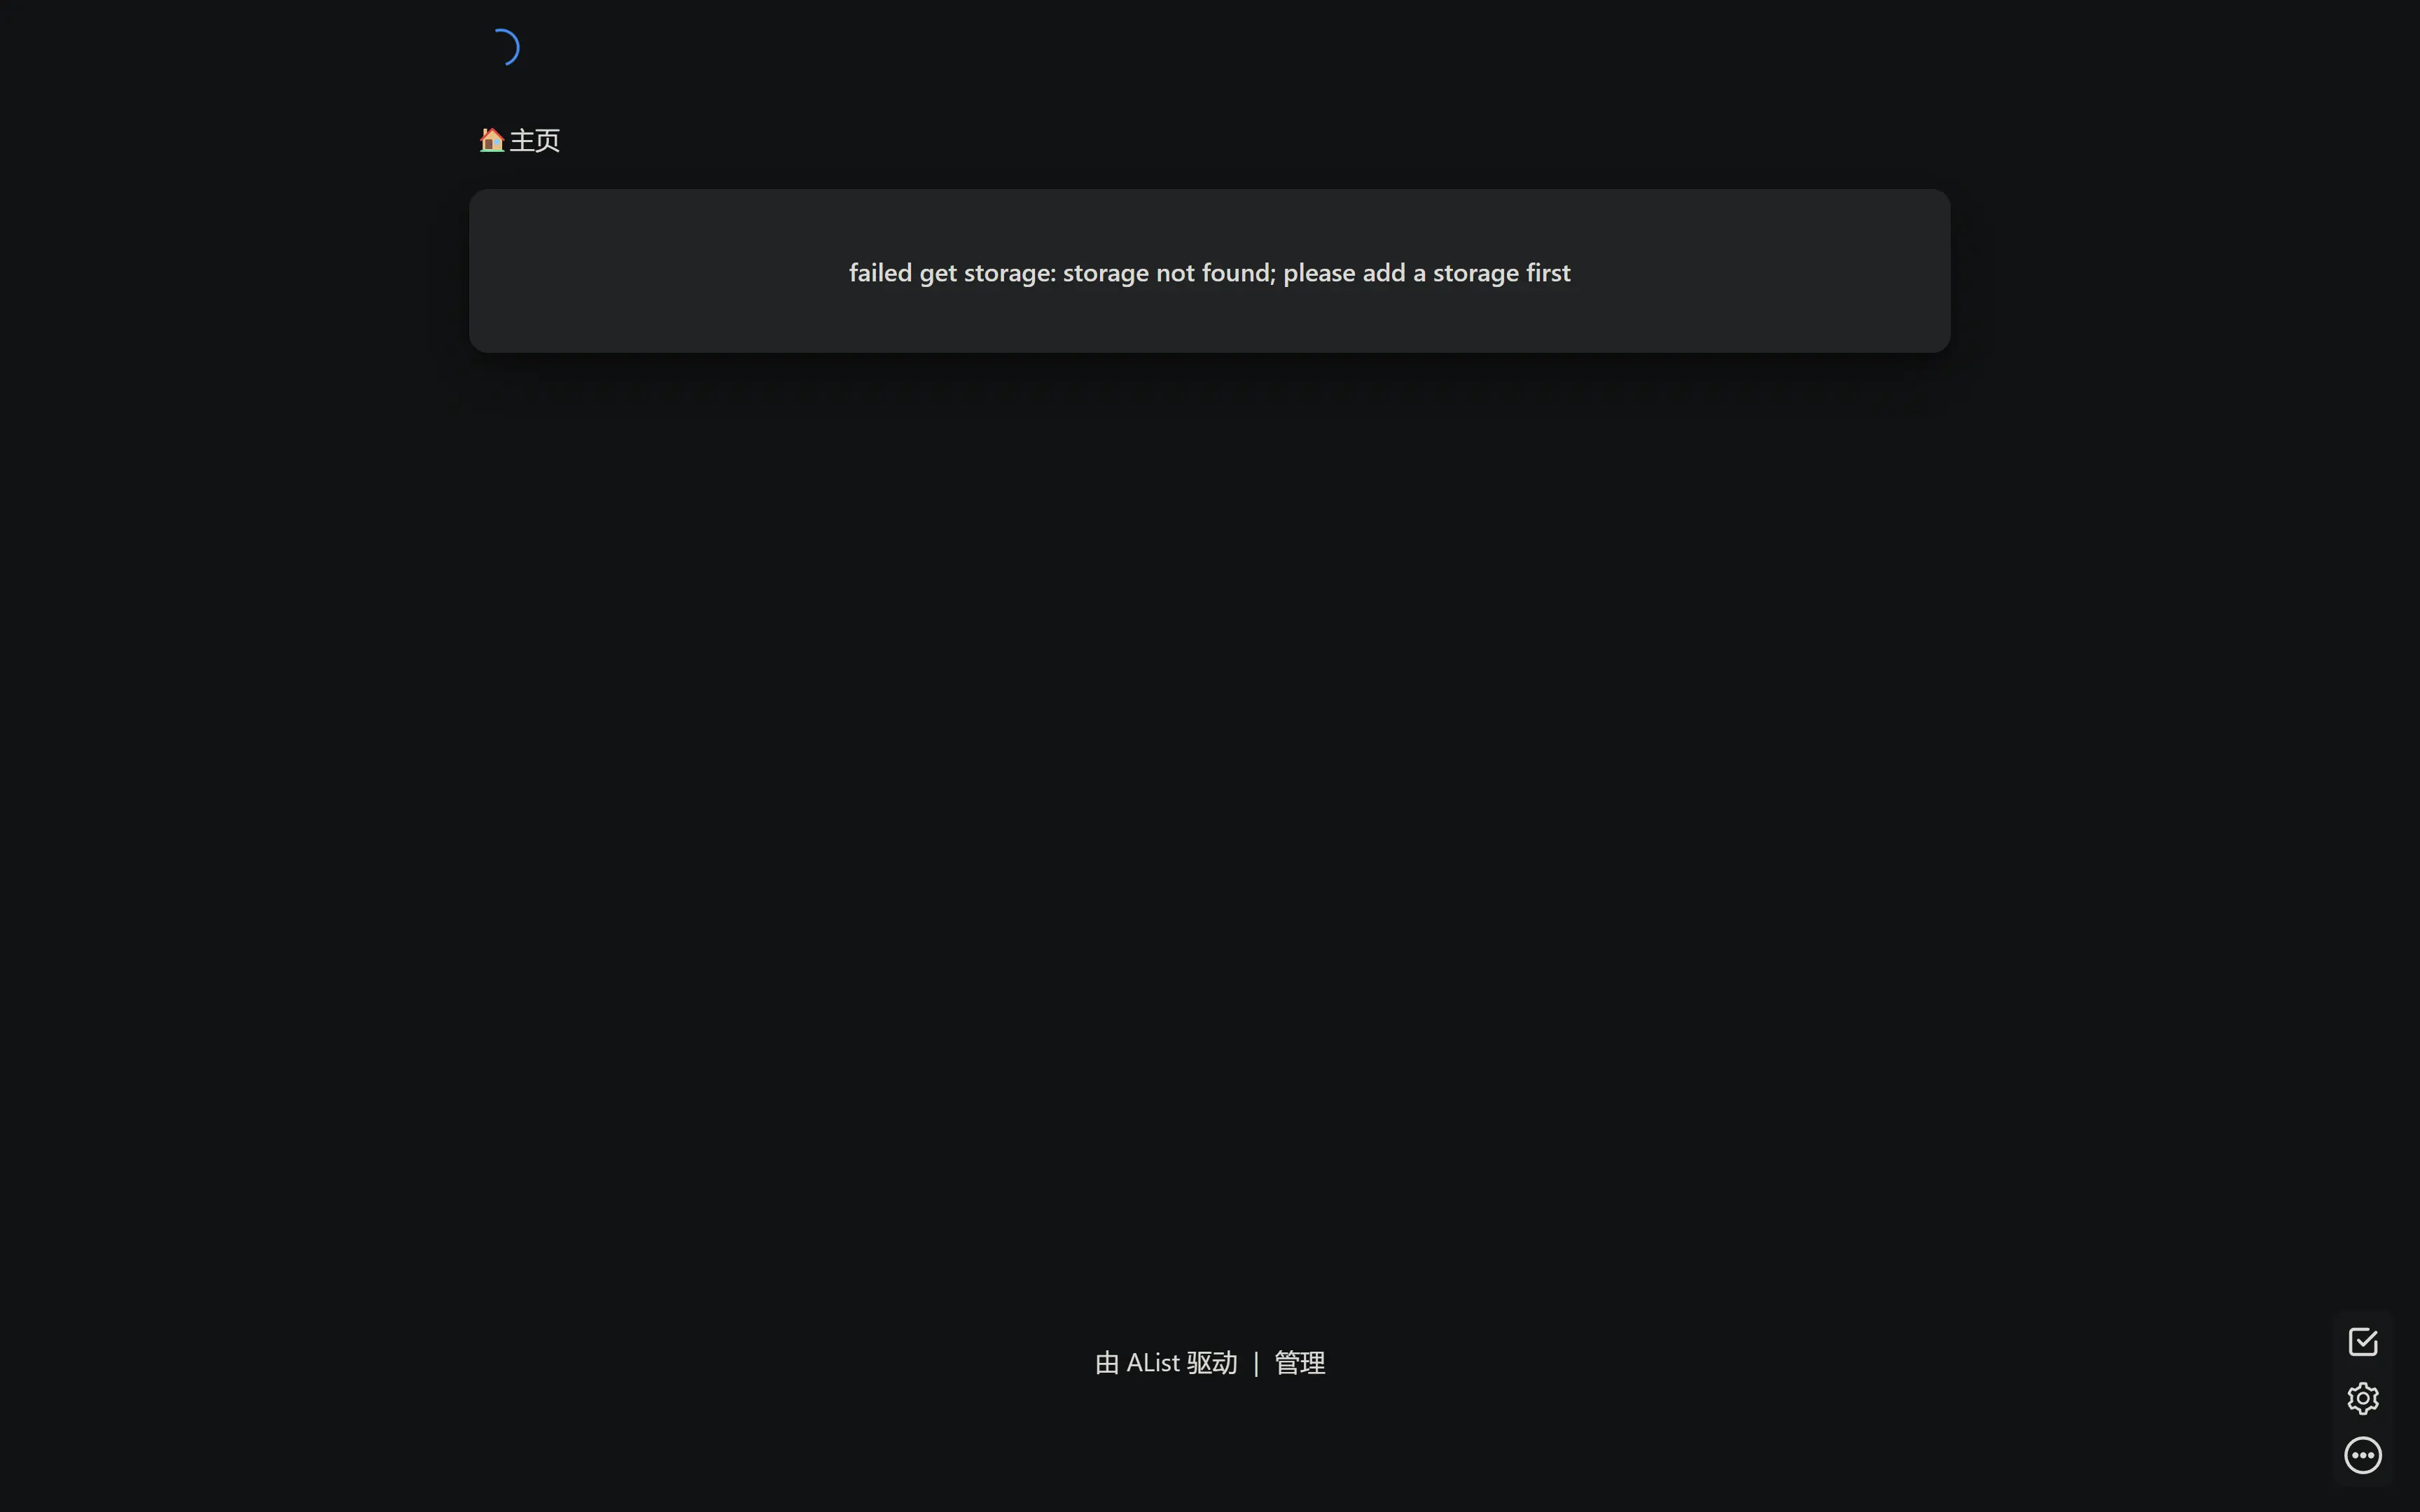 主页
failed get storage: storage not found; please add a storage first
由 AList 驱动 | 管理